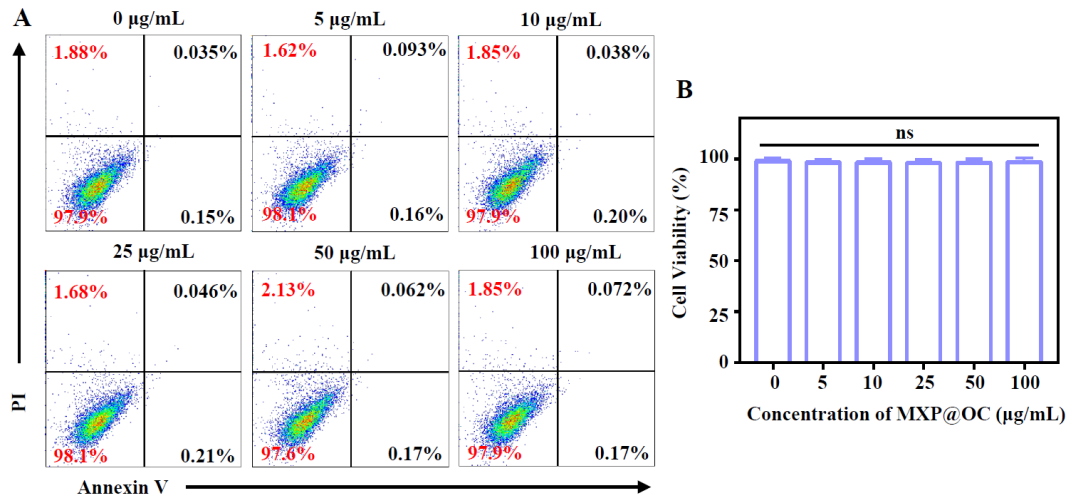 A
0 μg/mL
5 μg/mL
10 μg/mL
1.88%
0.035%
1.62%
0.093%
1.85%
0.038%
97.9%
0.15%
98.1%
0.16%
97.9%
0.20%
25 μg/mL
50 μg/mL
100 μg/mL
1.68%
0.046%
2.13%
0.062%
1.85%
0.072%
98.1%
0.21%
97.6%
0.17%
97.9%
0.17%
PI
Annexin V
B
ns
100
75
50
25
0
Cell Viability (%)
0 5 10 25 50 100
Concentration of MXP@OC (μg/mL)